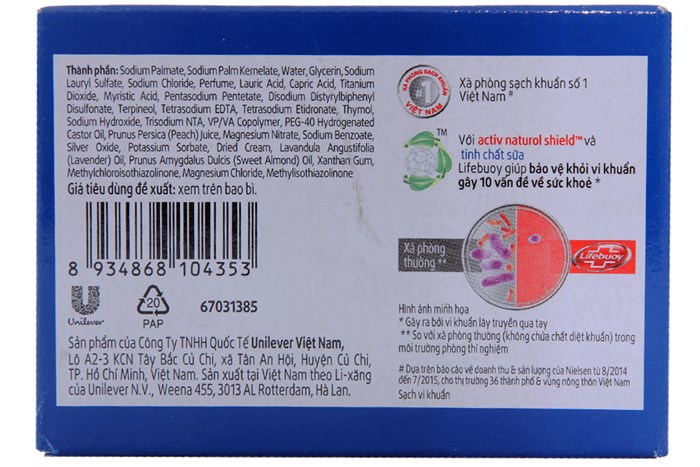 Thành phần: Sodium Palmate, Sodium Palm Kernelate, Water, Glycerin, Sodium
Lauryl Sulfate, Sodium Chloride, Perfume, Lauric Acid, Capric Acid, Titanium
Dioxide, Myristic Acid, Pentasodium Pentetate, Disodium Distyrylbiphenyl
Disulfonate, Terpineol, Tetrasodium EDTA, Tetrasodium Etidronate, Thymol,
Sodium Hydroxide, Trisodium NTA, VP/VA Copolymer, PEG-40 Hydrogenated
Castor Oil, Prunus Persica (Peach) Juice, Magnesium Nitrate, Sodium Benzoate,
Silver Oxide, Potassium Sorbate, Dried Cream, Lavandula Angustifolia
(Lavender) Oil, Prunus Amygdalus Dulcis (Sweet Almond) Oil, Xanthan Gum,
Methylchloroisothiazolinone, Magnesium Chloride, Methylisothiazolinone
Giá tiêu dùng đề xuất: xem trên bao bì.
8 934868 104353
Unilever
20
PAP
67031385
Sản phẩm của Công Ty TNHH Quốc Tế Unilever Việt Nam,
Lô A2-3 KCN Tây Bắc Củ Chi, xã Tân An Hội, Huyện Củ Chi,
TP. Hồ Chí Minh, Việt Nam. Sản xuất tại Việt Nam theo Li-xăng
của Unilever N.V., Weena 455, 3013 AL Rotterdam, Hà Lan.
XÀ PHÒNG SẠCH KHUẨN
#1
VIỆT NAM
Xà phòng sạch khuẩn số 1
Việt Nam #
TM
Với activ naturol shield™ và
tinh chất sữa
Lifebuoy giúp bảo vệ khỏi vi khuẩn
gây 10 vấn đề về sức khoẻ *
Xà phòng
thường **
Lifebuoy
Hình ảnh minh họa
* Gây ra bởi vi khuẩn lây truyền qua tay
** So với xà phòng thường (không chứa chất diệt khuẩn) trong
môi trường phòng thí nghiệm
# Dựa trên báo cáo về doanh thu & sản lượng của Nielsen từ 8/2014
đến 7/2015, cho thị trường 36 thành phố & vùng nông thôn Việt Nam
Sạch vi khuẩn